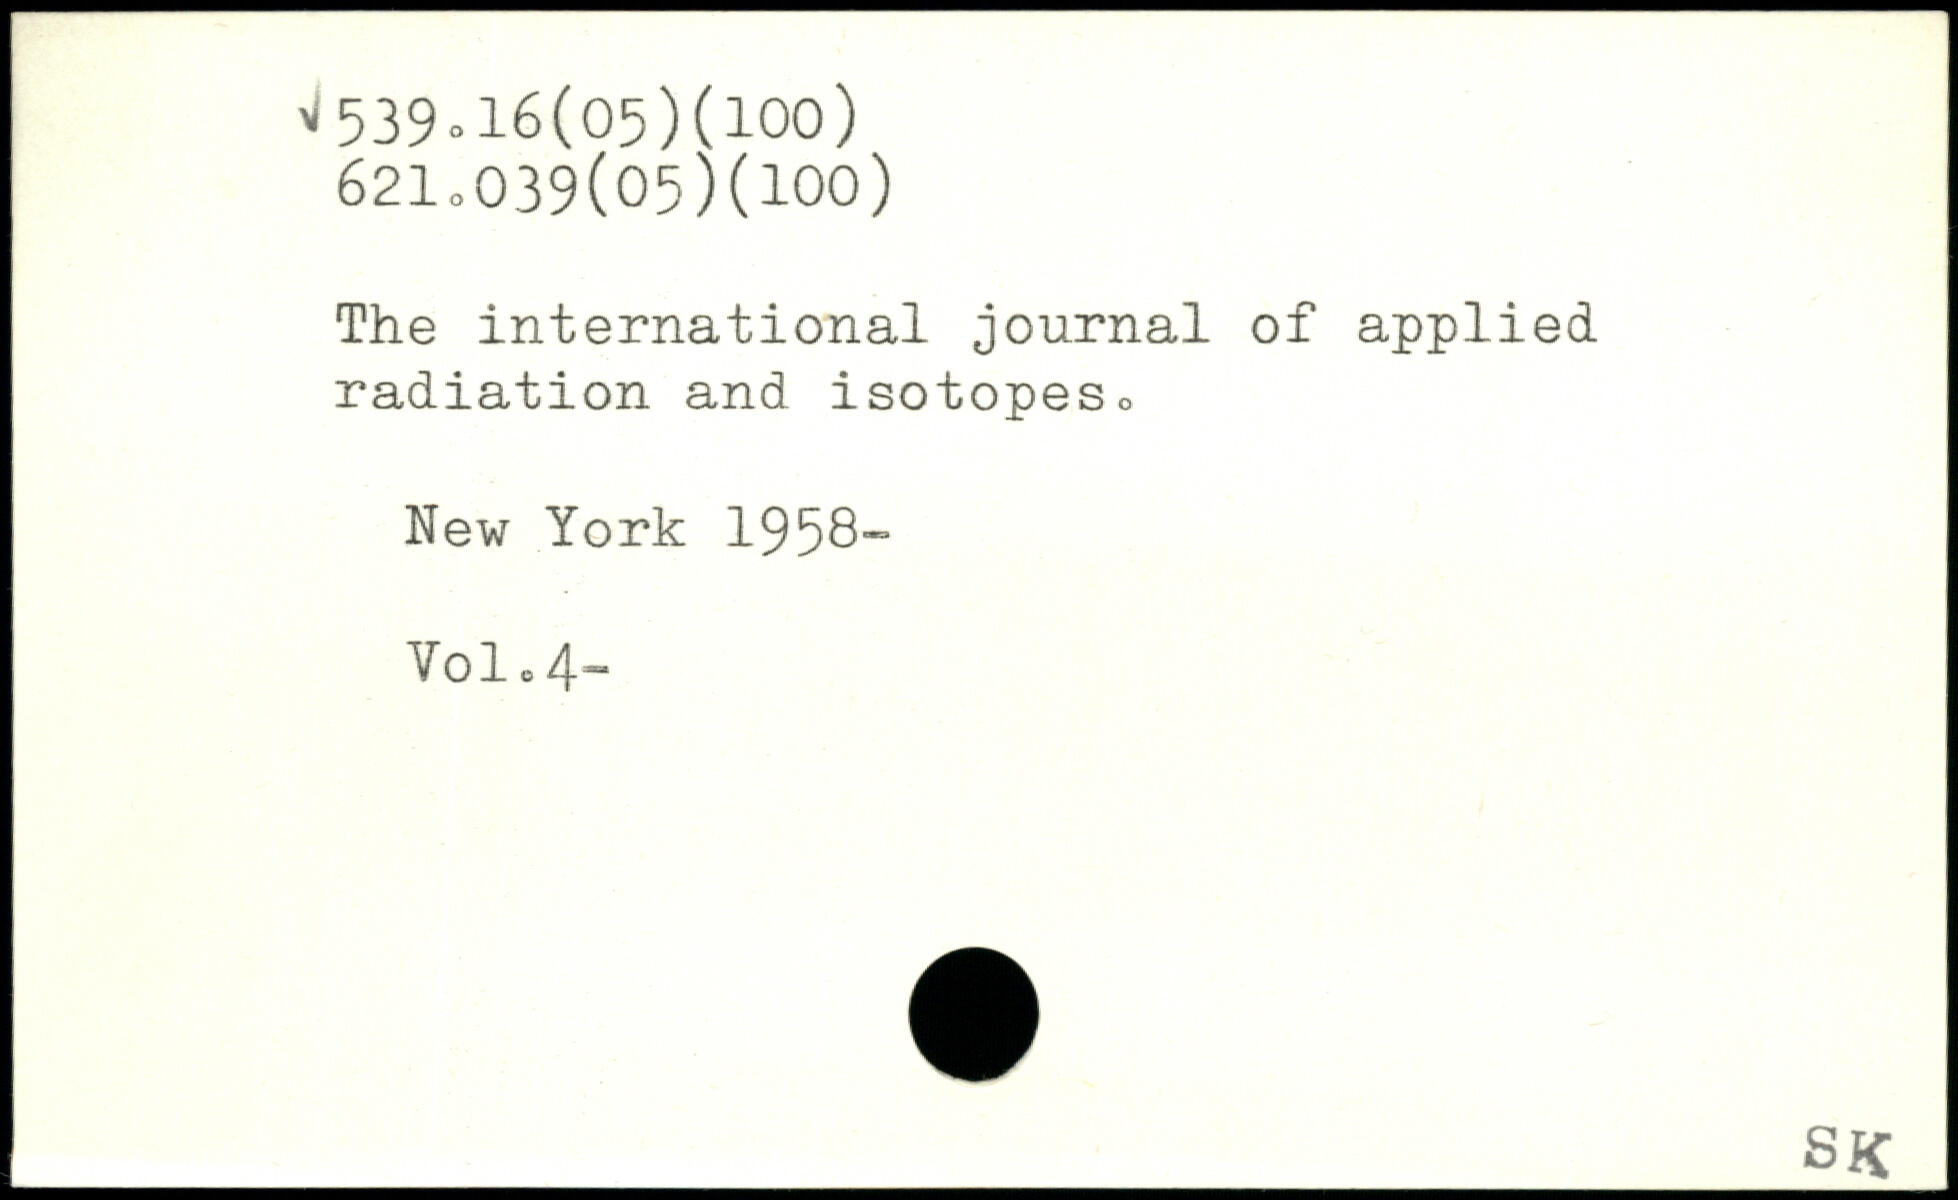 ✓539.16(05)(100)
621.039(05)(100)
The international journal of applied
radiation and isotopes.
New York 1958-
Vol.4-
SK